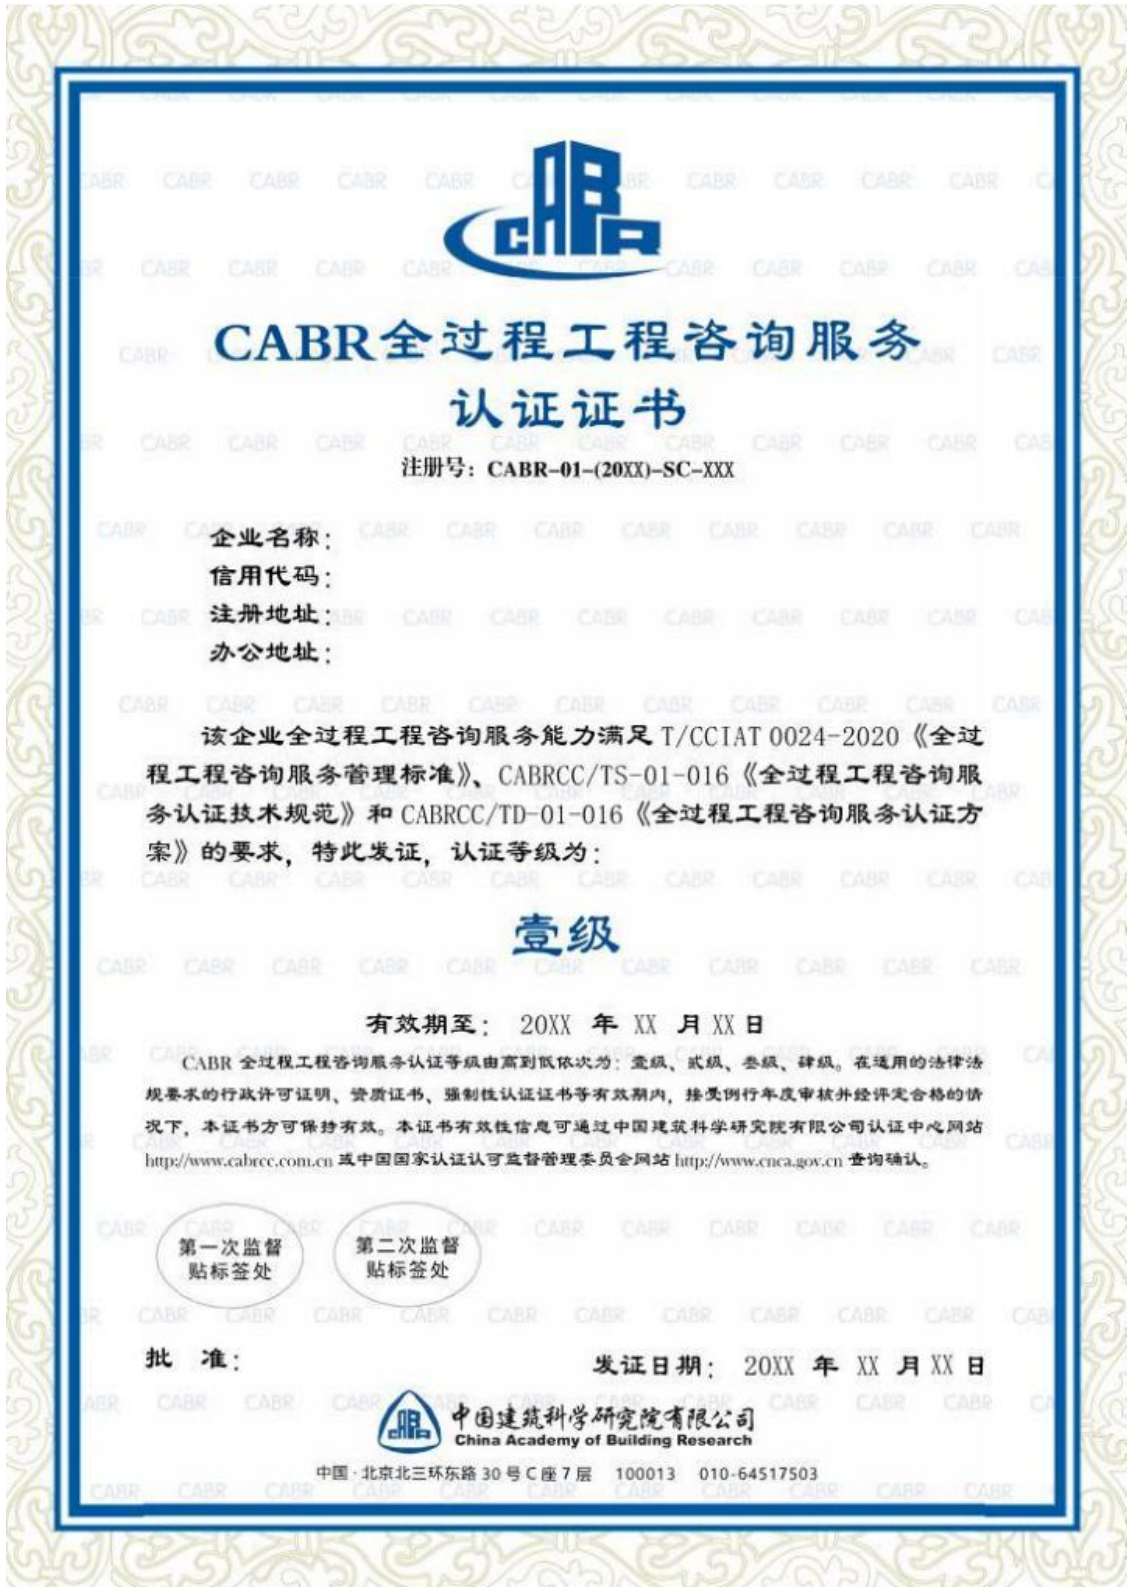 CABR
CABR全过程工程咨询服务
认证证书
注册号：CABR-01-(20XX)-SC-XXX
企业名称：
信用代码：
注册地址：
办公地址：
该企业全过程工程咨询服务能力满足 T/CCIAT 0024-2020《全过
程工程咨询服务管理标准》、CABRCC/TS-01-016《全过程工程咨询服
务认证技术规范》和 CABRCC/TD-01-016《全过程工程咨询服务认证方
案》的要求，特此发证，认证等级为：
壹级
有效期至： 20XX 年 XX 月 XX 日
CABR 全过程工程咨询服务认证等级由高到低依次为：壹级、贰级、叁级、肆级。在适用的法律法
规要求的行政许可证明、资质证书、强制性认证证书等有效期内，接受例行年度审核并经评定合格的情
况下，本证书方可保持有效。本证书有效性信息可通过中国建筑科学研究院有限公司认证中心网站
http://www.cabrcc.com.cn 或中国国家认证认可监督管理委员会网站 http://www.cnca.gov.cn 查询确认。
第一次监督
贴标签处
第二次监督
贴标签处
批 准：
发证日期： 20XX 年 XX 月 XX 日
CABR
中国建筑科学研究院有限公司
China Academy of Building Research
中国·北京北三环东路 30 号 C 座 7 层 100013 010-64517503